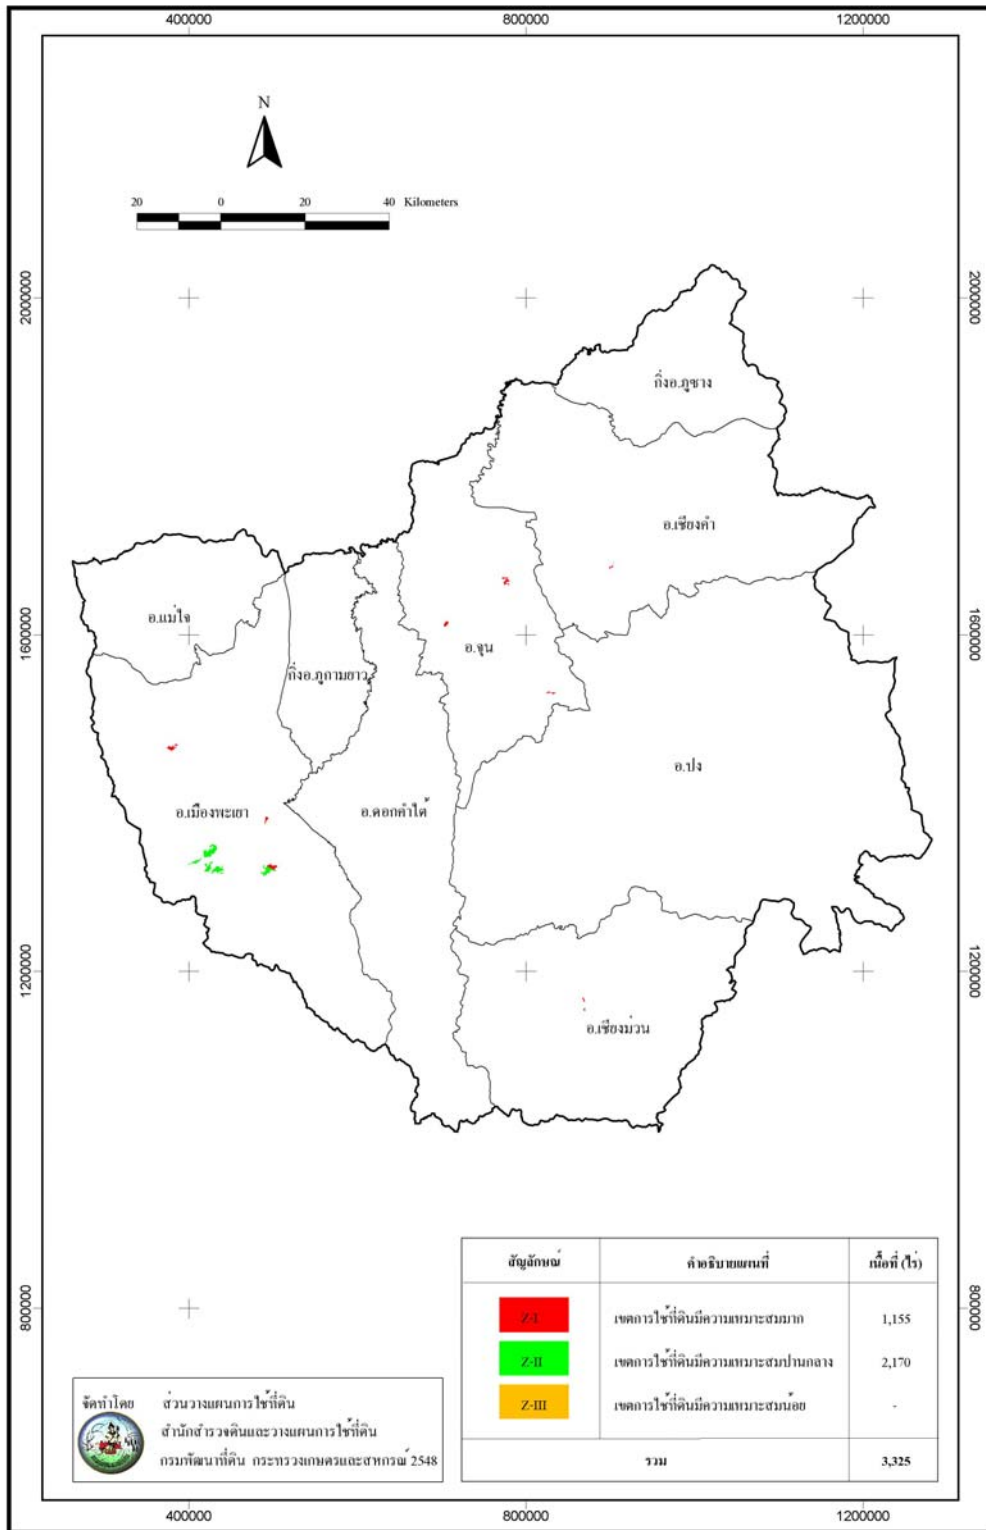 400000
800000
1200000
N
20
0
20
40 Kilometers
2000000
2000000
กิ่งอ.ภูซาง
อ.เชียงคำ
อ.แม่ใจ
1600000
1600000
อ.จุน
กิ่งอ.ภูกามยาว
อ.ปง
อ.เมืองพะเยา
อ.ดอกคำใต้
1200000
1200000
อ.เชียงม่วน
800000
800000
สัญลักษณ์
คำอธิบายแผนที่
เนื้อที่ (ไร่)
Z-I
เขตการใช้ที่ดินมีความเหมาะสมมาก
1,155
Z-II
เขตการใช้ที่ดินมีความเหมาะสมปานกลาง
2,170
Z-III
เขตการใช้ที่ดินมีความเหมาะสมน้อย
-
รวม
3,325
จัดทำโดย
ส่วนวางแผนการใช้ที่ดิน
สำนักสำรวจดินและวางแผนการใช้ที่ดิน
กรมพัฒนาที่ดิน กระทรวงเกษตรและสหกรณ์ 2548
400000
800000
1200000